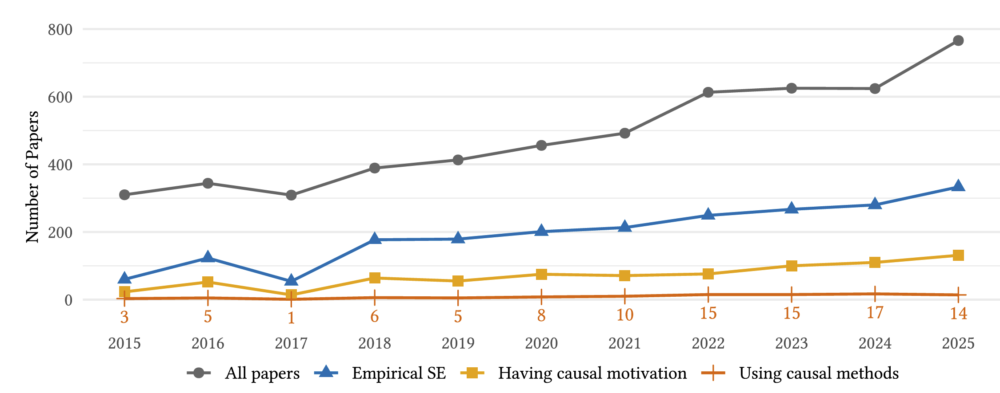 800
600
400
200
0
Number of Papers
3 5 1 6 5 8 10 15 15 17 14
2015 2016 2017 2018 2019 2020 2021 2022 2023 2024 2025
All papers Empirical SE Having causal motivation Using causal methods